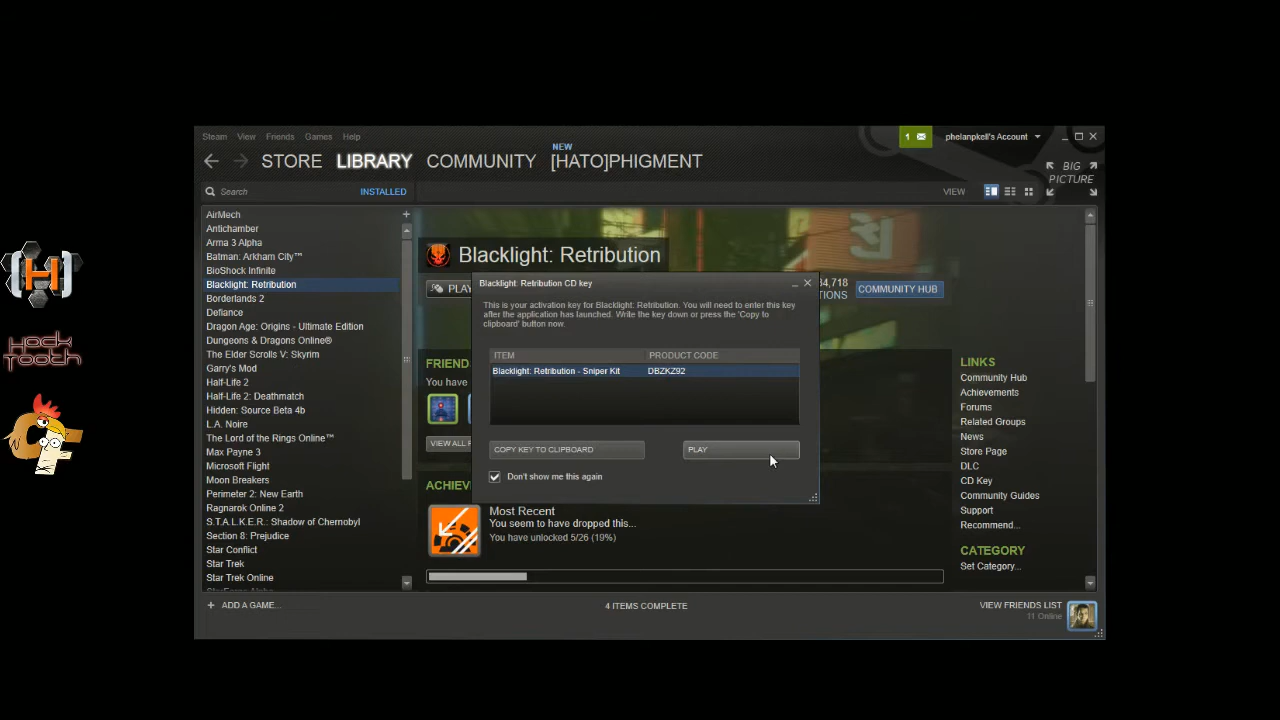 Steam View Friends Games Help
1
phelanpkell's Account
STORE LIBRARY COMMUNITY [HATO]PHIGMENT
NEW
BIG PICTURE
Search
INSTALLED
VIEW
AirMech
Antichamber
Arma 3 Alpha
Batman: Arkham City™
BioShock Infinite
Blacklight: Retribution
Borderlands 2
Defiance
Dragon Age: Origins - Ultimate Edition
Dungeons & Dragons Online®
The Elder Scrolls V: Skyrim
Garry's Mod
Half-Life 2
Half-Life 2: Deathmatch
Hidden: Source Beta 4b
L.A. Noire
The Lord of the Rings Online™
Max Payne 3
Microsoft Flight
Moon Breakers
Perimeter 2: New Earth
Ragnarok Online 2
S.T.A.L.K.E.R.: Shadow of Chernobyl
Section 8: Prejudice
Star Conflict
Star Trek
Star Trek Online
Blacklight: Retribution
PLAY
4,718
TIONS
COMMUNITY HUB
Blacklight: Retribution CD key
This is your activation key for Blacklight: Retribution. You will need to enter this key
after the application has launched. Write the key down or press the 'Copy to
clipboard' button now.
ITEM PRODUCT CODE
Blacklight: Retribution - Sniper Kit DBZKZ92
COPY KEY TO CLIPBOARD
PLAY
Don't show me this again
FRIEND
You have
VIEW ALL F
ACHIEV
Most Recent
You seem to have dropped this...
You have unlocked 5/26 (19%)
LINKS
Community Hub
Achievements
Forums
Related Groups
News
Store Page
DLC
CD Key
Community Guides
Support
Recommend...
CATEGORY
Set Category...
+ ADD A GAME...
4 ITEMS COMPLETE
VIEW FRIENDS LIST
11 Online
H
Hock
Tooth